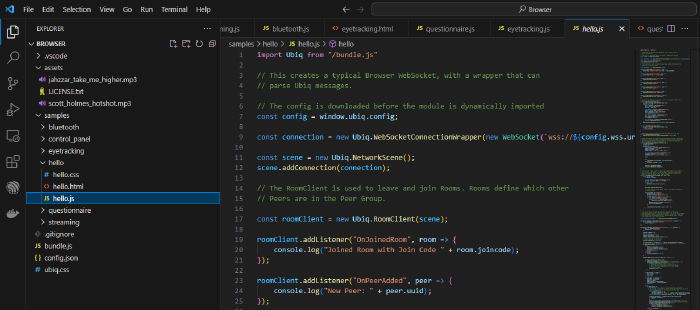 File Edit Selection View Go Run Terminal Help
Browser
EXPLORER
BROWSER
.vscode
assets
jahzzar_take_me_higher.mp3
LICENSE.txt
scott_holmes_hotshot.mp3
samples
bluetooth
control_panel
eyetracking
hello
hello.css
hello.html
hello.js
questionnaire
streaming
.gitignore
bundle.js
config.json
ubiq.css
ning.js
bluetooth.js
eyetracking.html
questionnaire.js
eyetracking.js
hello.js
ques
samples > hello > hello.js > hello
1 import Ubiq from "/bundle.js"
2
3 // This creates a typical Browser WebSocket, with a wrapper that can
4 // parse Ubiq messages.
5
6 // The config is downloaded before the module is dynamically imported
7 const config = window.ubiq.config;
8
9 const connection = new Ubiq.WebSocketConnectionWrapper(new WebSocket(`wss://${config.wss.ur
10
11 const scene = new Ubiq.NetworkScene();
12 scene.addConnection(connection);
13
14 // The RoomClient is used to leave and join Rooms. Rooms define which other
15 // Peers are in the Peer Group.
16
17 const roomClient = new Ubiq.RoomClient(scene);
18
19 roomClient.addListener("OnJoinedRoom", room => {
20 console.log("Joined Room with Join Code " + room.joincode);
21 });
22
23 roomClient.addListener("OnPeerAdded", peer => {
24 console.log("New Peer: " + peer.uuid);
25 });